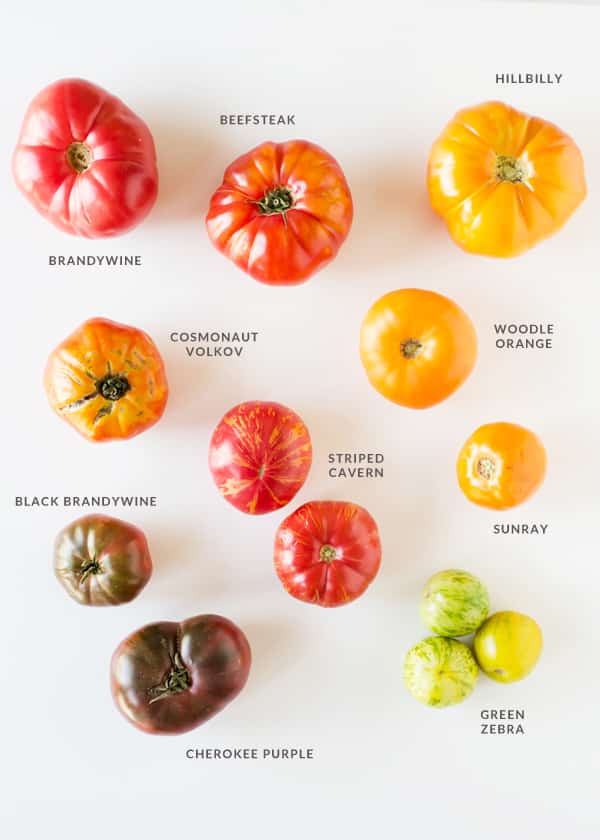 HILLBILLY
BEEFSTEAK
BRANDYWINE
COSMONAUT
VOLKOV
WOODLE
ORANGE
STRIPED
CAVERN
BLACK BRANDYWINE
SUNRAY
GREEN
ZEBRA
CHEROKEE PURPLE